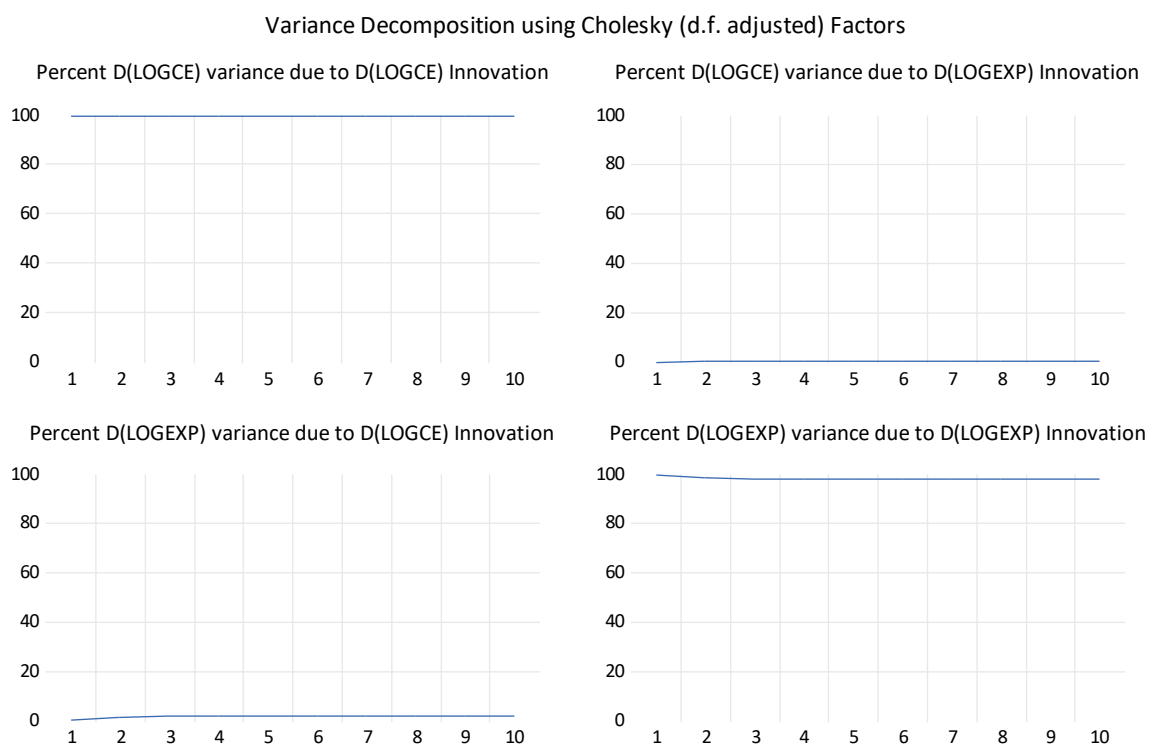 Variance Decomposition using Cholesky (d.f. adjusted) Factors
Percent D(LOGCE) variance due to D(LOGCE) Innovation
100
80
60
40
20
0
1 2 3 4 5 6 7 8 9 10
Percent D(LOGCE) variance due to D(LOGEXP) Innovation
100
80
60
40
20
0
1 2 3 4 5 6 7 8 9 10
Percent D(LOGEXP) variance due to D(LOGCE) Innovation
100
80
60
40
20
0
1 2 3 4 5 6 7 8 9 10
Percent D(LOGEXP) variance due to D(LOGEXP) Innovation
100
80
60
40
20
0
1 2 3 4 5 6 7 8 9 10